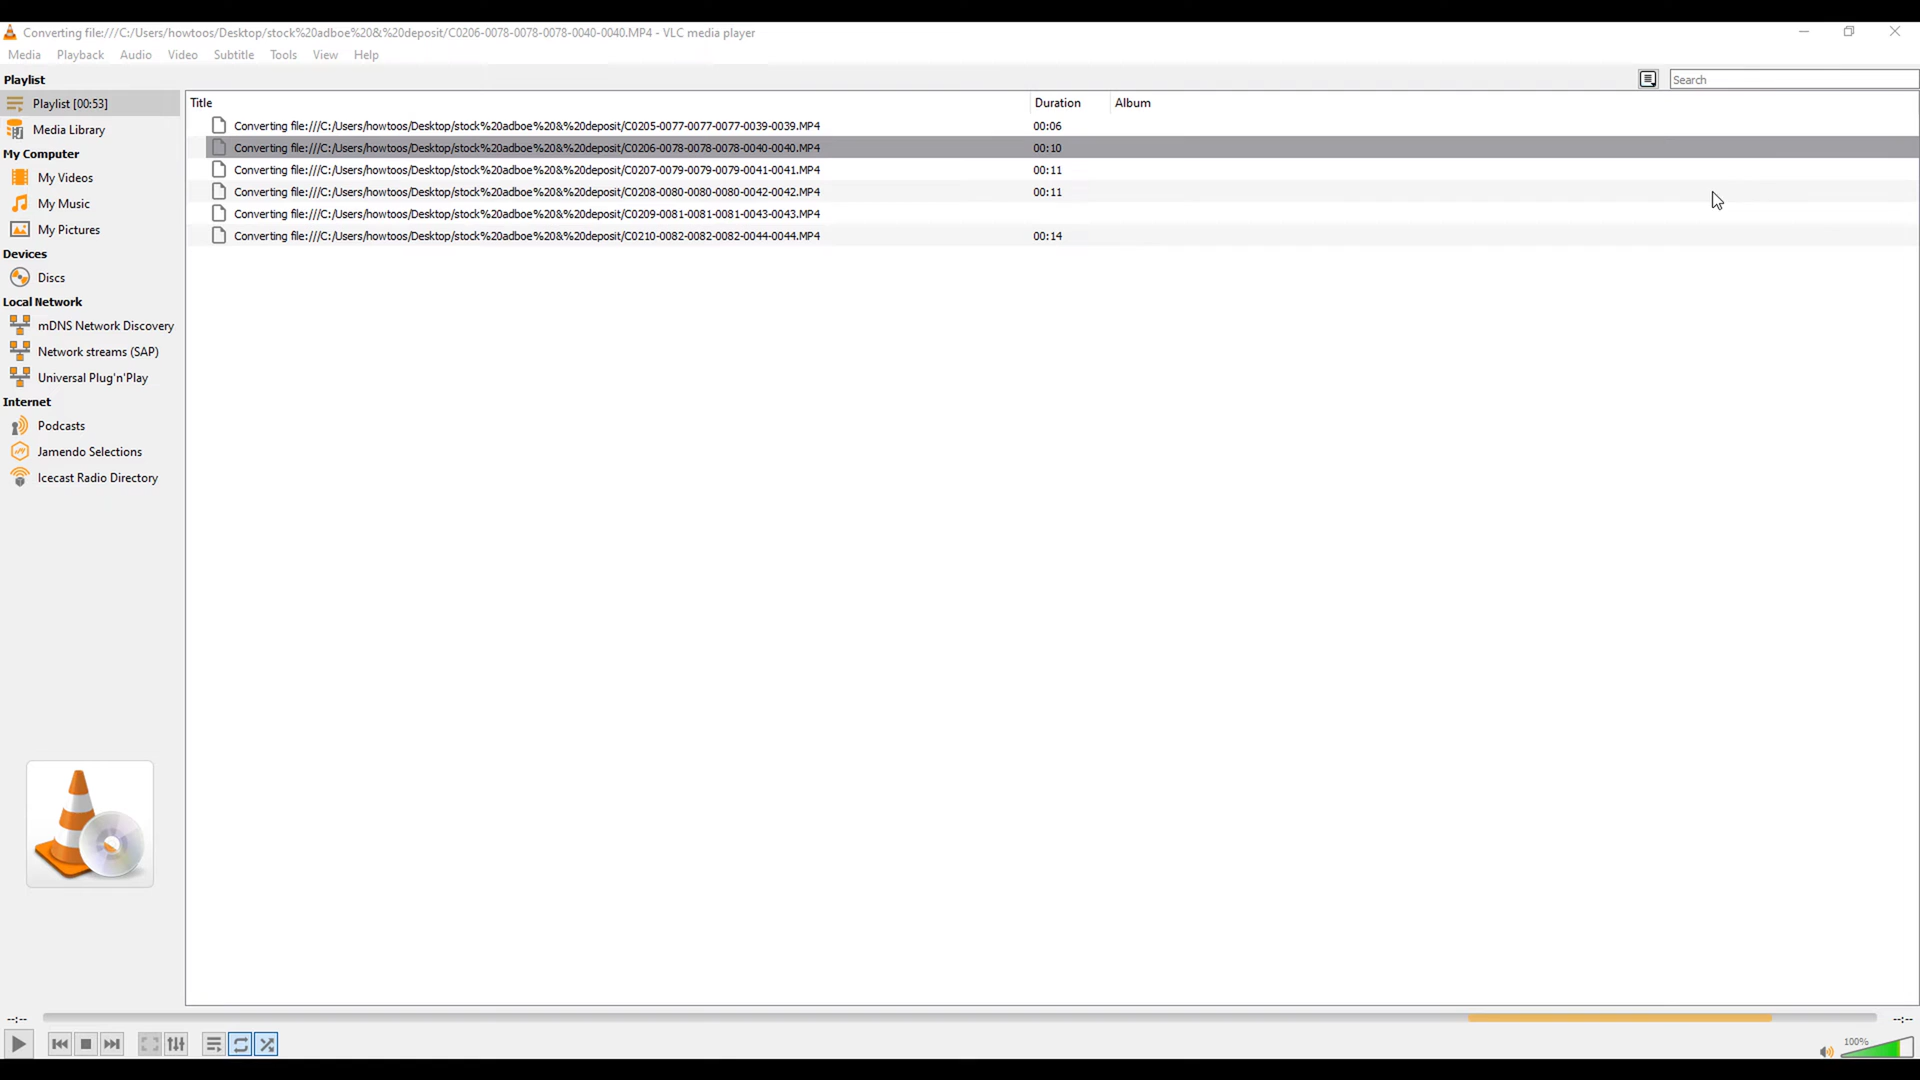 Converting file:///C:/Users/howtoos/Desktop/stock%20adboe%20&%20deposit/C0206-0078-0078-0078-0040-0040.MP4 - VLC media player
Media Playback Audio Video Subtitle Tools View Help
Playlist
Search
Playlist [00:53]
Media Library
My Computer
My Videos
My Music
My Pictures
Devices
Discs
Local Network
mDNS Network Discovery
Network streams (SAP)
Universal Plug'n'Play
Internet
Podcasts
Jamendo Selections
Icecast Radio Directory
Title Duration Album
Converting file:///C:/Users/howtoos/Desktop/stock%20adboe%20&%20deposit/C0205-0077-0077-0077-0039-0039.MP4 00:06
Converting file:///C:/Users/howtoos/Desktop/stock%20adboe%20&%20deposit/C0206-0078-0078-0078-0040-0040.MP4 00:10
Converting file:///C:/Users/howtoos/Desktop/stock%20adboe%20&%20deposit/C0207-0079-0079-0079-0041-0041.MP4 00:11
Converting file:///C:/Users/howtoos/Desktop/stock%20adboe%20&%20deposit/C0208-0080-0080-0080-0042-0042.MP4 00:11
Converting file:///C:/Users/howtoos/Desktop/stock%20adboe%20&%20deposit/C0209-0081-0081-0081-0043-0043.MP4
Converting file:///C:/Users/howtoos/Desktop/stock%20adboe%20&%20deposit/C0210-0082-0082-0082-0044-0044.MP4 00:14
--:-- --:--
100%